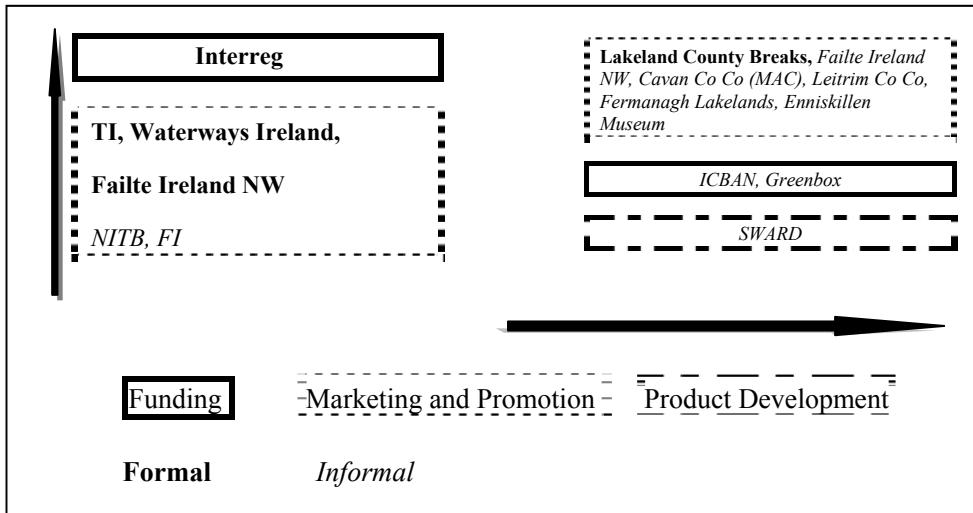 Interreg
TI, Waterways Ireland,
Failte Ireland NW
NITB, FI
Lakeland County Breaks, Failte Ireland
NW, Cavan Co Co (MAC), Leitrim Co Co,
Fermanagh Lakelands, Enniskillen
Museum
ICBAN, Greenbox
SWARD
Funding
Marketing and Promotion
Product Development
Formal
Informal